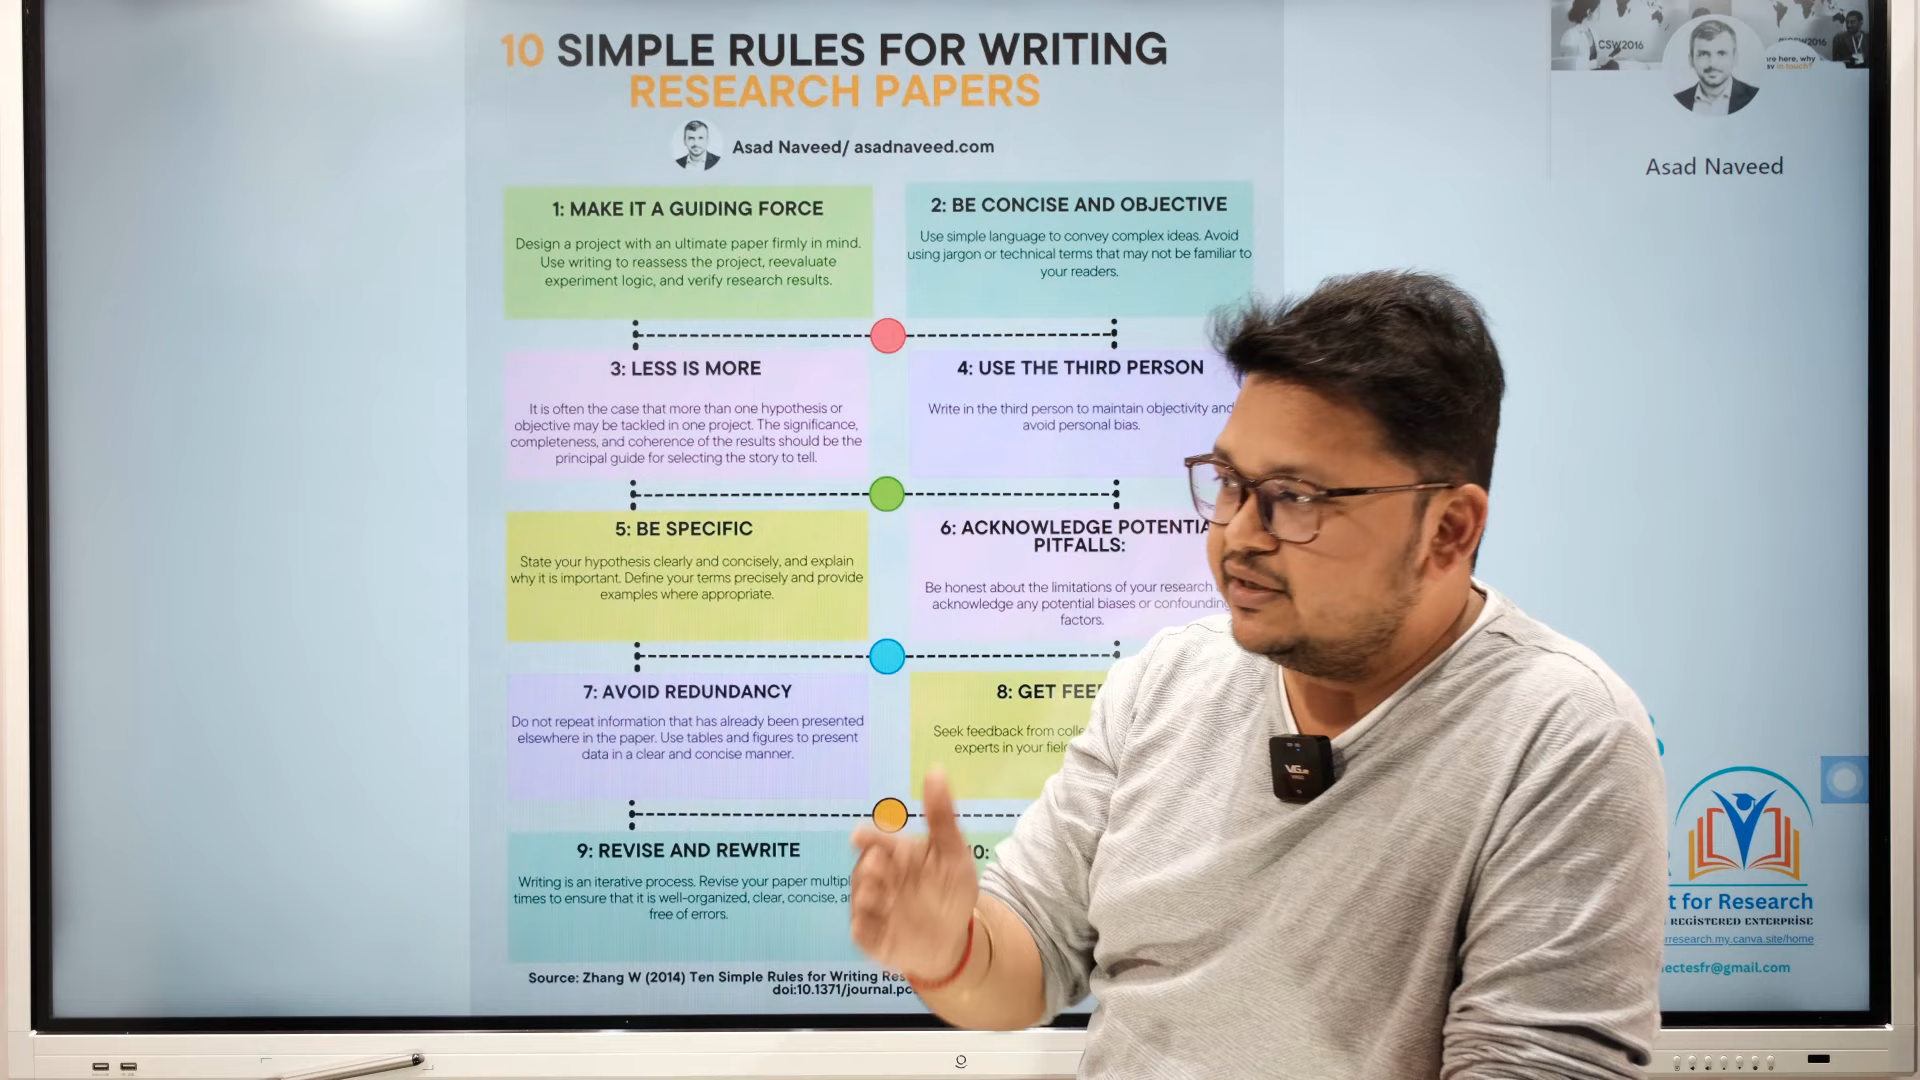 10 SIMPLE RULES FOR WRITING
RESEARCH PAPERS
Asad Naveed/ asadnaveed.com
1: MAKE IT A GUIDING FORCE
Design a project with an ultimate paper firmly in mind.
Use writing to reassess the project, reevaluate
experiment logic, and verify research results.
2: BE CONCISE AND OBJECTIVE
Use simple language to convey complex ideas. Avoid
using jargon or technical terms that may not be familiar to
your readers.
3: LESS IS MORE
It is often the case that more than one hypothesis or
objective may be tackled in one project. The significance,
completeness, and coherence of the results should be the
principal guide for selecting the story to tell.
4: USE THE THIRD PERSON
Write in the third person to maintain objectivity and
avoid personal bias.
5: BE SPECIFIC
State your hypothesis clearly and concisely, and explain
why it is important. Define your terms precisely and provide
examples where appropriate.
6: ACKNOWLEDGE
PITFALLS:
Be honest about the limitations of your research
acknowledge any potential biases or confounding
factors.
7: AVOID REDUNDANCY
Do not repeat information that has already been presented
elsewhere in the paper. Use tables and figures to present
data in a clear and concise manner.
8: GET
Seek feedback from
experts in your
9: REVISE AND REWRITE
Writing is an iterative process. Revise your paper
times to ensure that it is well-organized, clear, concise,
free of errors.
10:
Source: Zhang W (2014) Ten Simple Rules for Writing
doi:10.1371/journal.
CSW2016
are here, why
in touch?
Asad Naveed
t for Research
REGISTERED ENTERPRISE
rresearch.my.canva.site/home
ectesfr@gmail.com